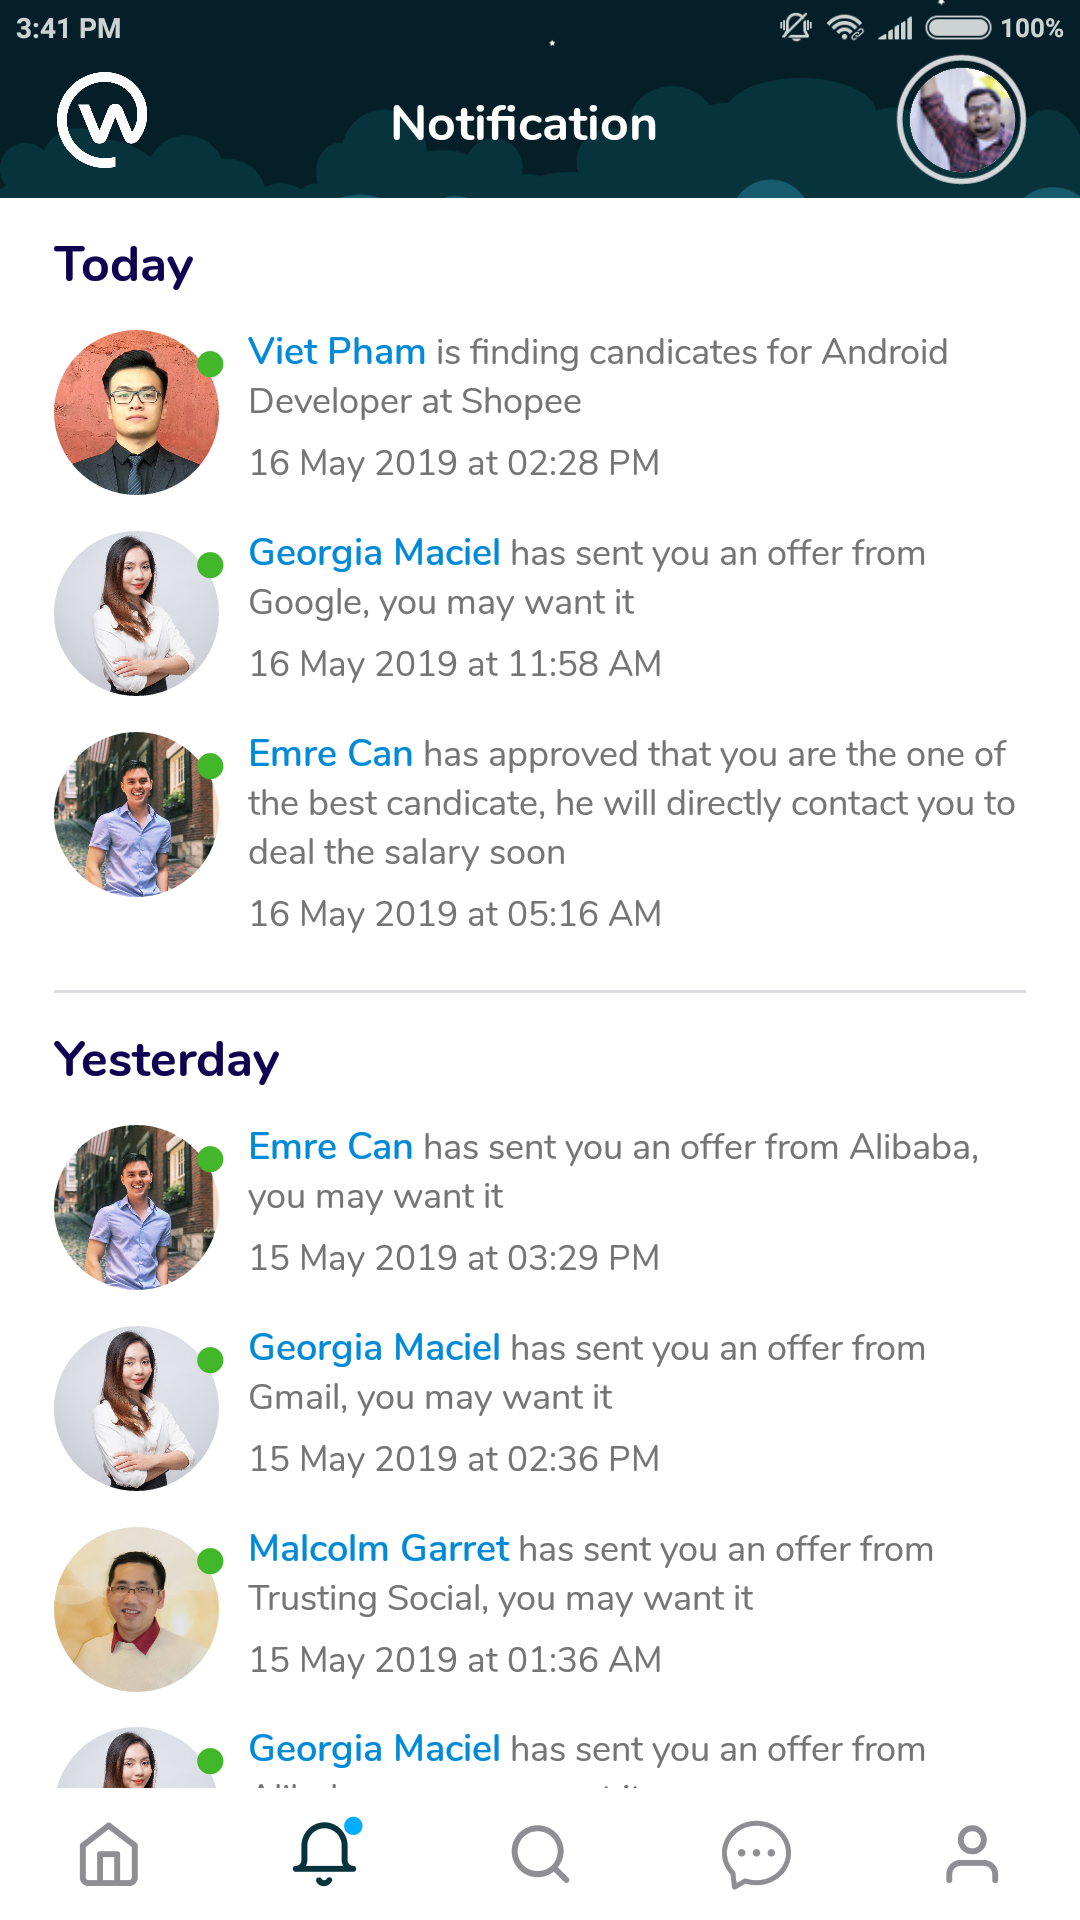 3:41 PM
100%
Notification
Today
Viet Pham is finding candicates for Android
Developer at Shopee
16 May 2019 at 02:28 PM
Georgia Maciel has sent you an offer from
Google, you may want it
16 May 2019 at 11:58 AM
Emre Can has approved that you are the one of
the best candicate, he will directly contact you to
deal the salary soon
16 May 2019 at 05:16 AM
Yesterday
Emre Can has sent you an offer from Alibaba,
you may want it
15 May 2019 at 03:29 PM
Georgia Maciel has sent you an offer from
Gmail, you may want it
15 May 2019 at 02:36 PM
Malcolm Garret has sent you an offer from
Trusting Social, you may want it
15 May 2019 at 01:36 AM
Georgia Maciel has sent you an offer from